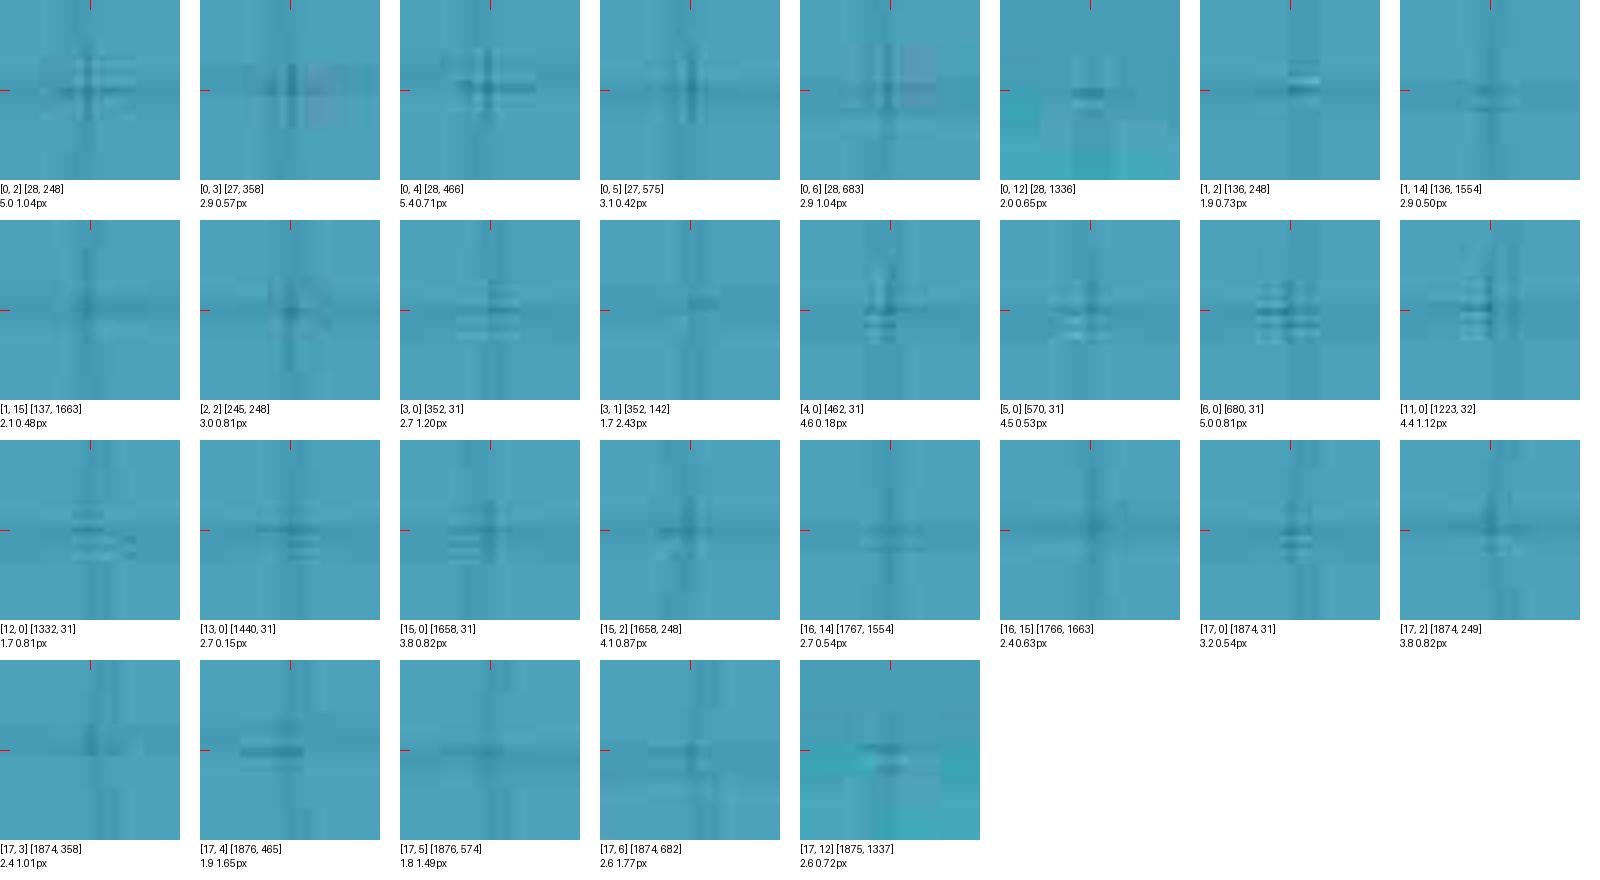 [0, 2] [28, 248] [0, 3] [27, 358] [0, 4] [28, 466] [0, 5] [27, 575] [0, 6] [28, 683] [0, 12] [28, 1336] [1, 2] [136, 248] [1, 14] [136, 1554]
5.0 1.04px 2.9 0.57px 5.4 0.71px 3.1 0.42px 2.9 1.04px 2.0 0.65px 1.9 0.73px 2.9 0.50px
[1, 15] [137, 1663] [2, 2] [245, 248] [3, 0] [352, 31] [3, 1] [352, 142] [4, 0] [462, 31] [5, 0] [570, 31] [6, 0] [680, 31] [11, 0] [1223, 32]
2.1 0.48px 3.0 0.81px 2.7 1.20px 1.7 2.43px 4.6 0.18px 4.5 0.53px 5.0 0.81px 4.4 1.12px
[12, 0] [1332, 31] [13, 0] [1440, 31] [15, 0] [1658, 31] [15, 2] [1658, 248] [16, 14] [1767, 1554] [16, 15] [1766, 1663] [17, 0] [1874, 31] [17, 2] [1874, 249]
1.7 0.81px 2.7 0.15px 3.8 0.82px 4.1 0.87px 2.7 0.54px 2.4 0.63px 3.2 0.54px 3.8 0.82px
[17, 3] [1874, 358] [17, 4] [1876, 465] [17, 5] [1876, 574] [17, 6] [1874, 682] [17, 12] [1875, 1337]
2.4 1.01px 1.9 1.65px 1.8 1.49px 2.6 1.77px 2.6 0.72px